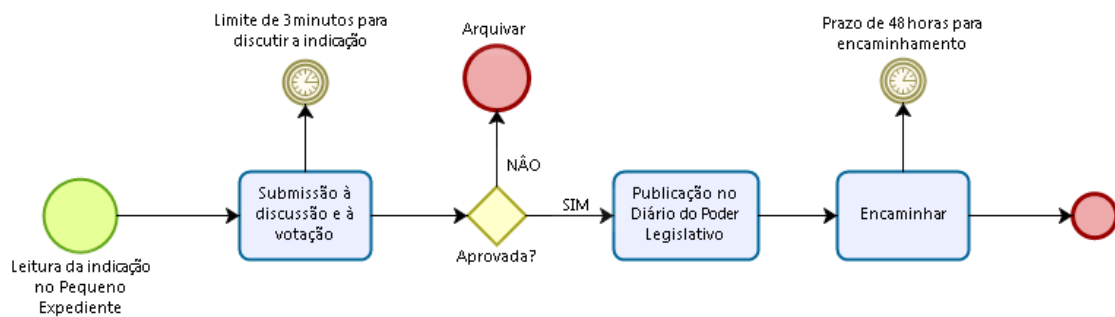 Limite de 3 minutos para
discutir a indicação
Arquivar
Prazo de 48 horas para
encaminhamento
NÂO
Submissão à
discussão e à
votação
SIM
Publicação no
Diário do Poder
Legislativo
Encaminhar
Aprovada?
Leitura da indicação
no Pequeno
Expediente